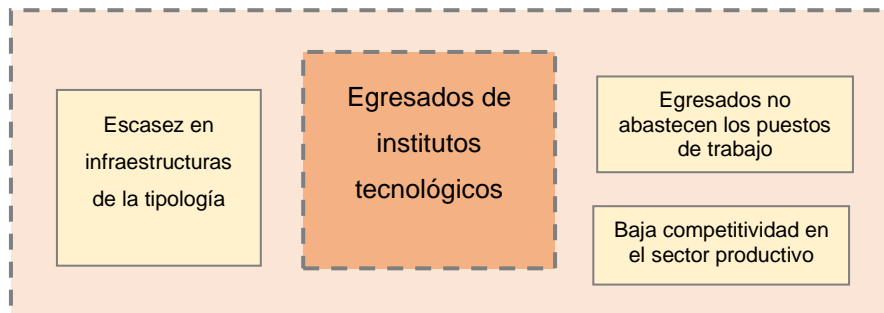 Escasez en
infraestructuras
de la tipología
Egresados de
institutos
tecnológicos
Egresados no
abastecen los puestos
de trabajo
Baja competitividad en
el sector productivo